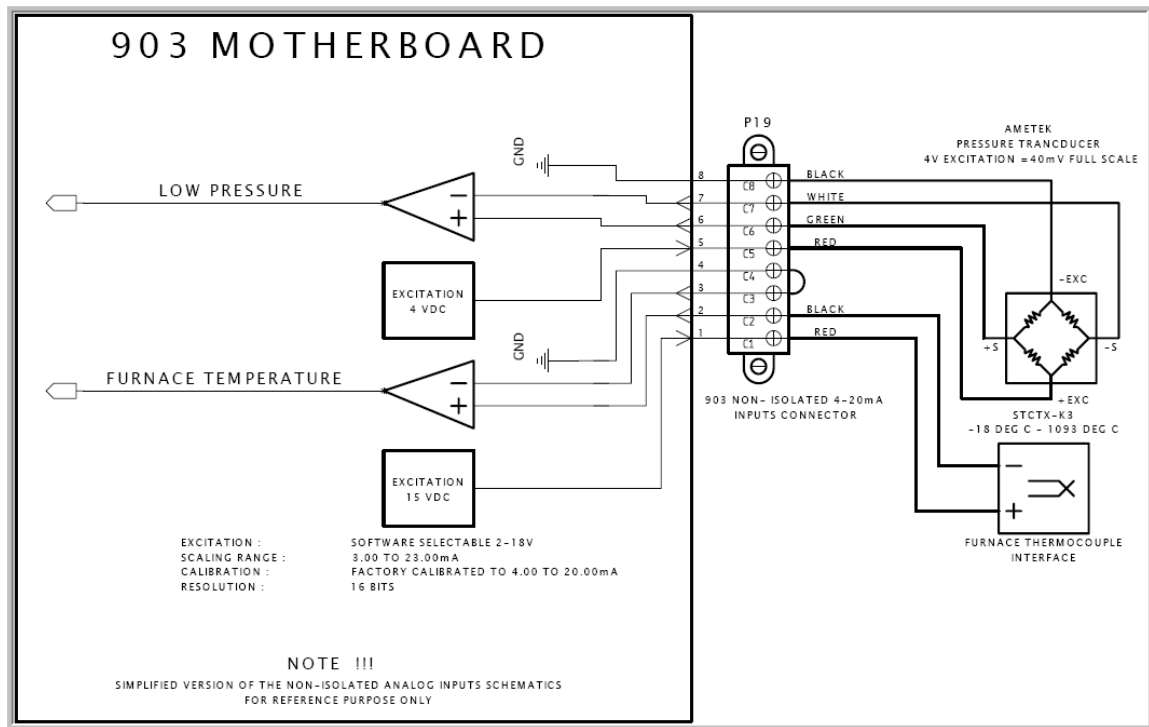 903 MOTHERBOARD
P19
AMETEK
PRESSURE TRANCDUCER
4V EXCITATION =40mV FULL SCALE
GND
8
C8
BLACK
LOW PRESSURE
−
+
7
C7
WHITE
6
C6
GREEN
5
C5
RED
4
C4
3
C3
2
C2
BLACK
1
C1
RED
-EXC
+S
-S
+EXC
EXCITATION
4 VDC
GND
FURNACE TEMPERATURE
−
+
903 NON- ISOLATED 4-20mA
INPUTS CONNECTOR
STCTX-K3
-18 DEG C - 1093 DEG C
EXCITATION
15 VDC
−
+
FURNACE THERMOCOUPLE
INTERFACE
EXCITATION : SOFTWARE SELECTABLE 2-18V
SCALING RANGE : 3.00 TO 23.00mA
CALIBRATION : FACTORY CALIBRATED TO 4.00 TO 20.00mA
RESOLUTION : 16 BITS
NOTE !!!
SIMPLIFIED VERSION OF THE NON-ISOLATED ANALOG INPUTS SCHEMATICS
FOR REFERENCE PURPOSE ONLY